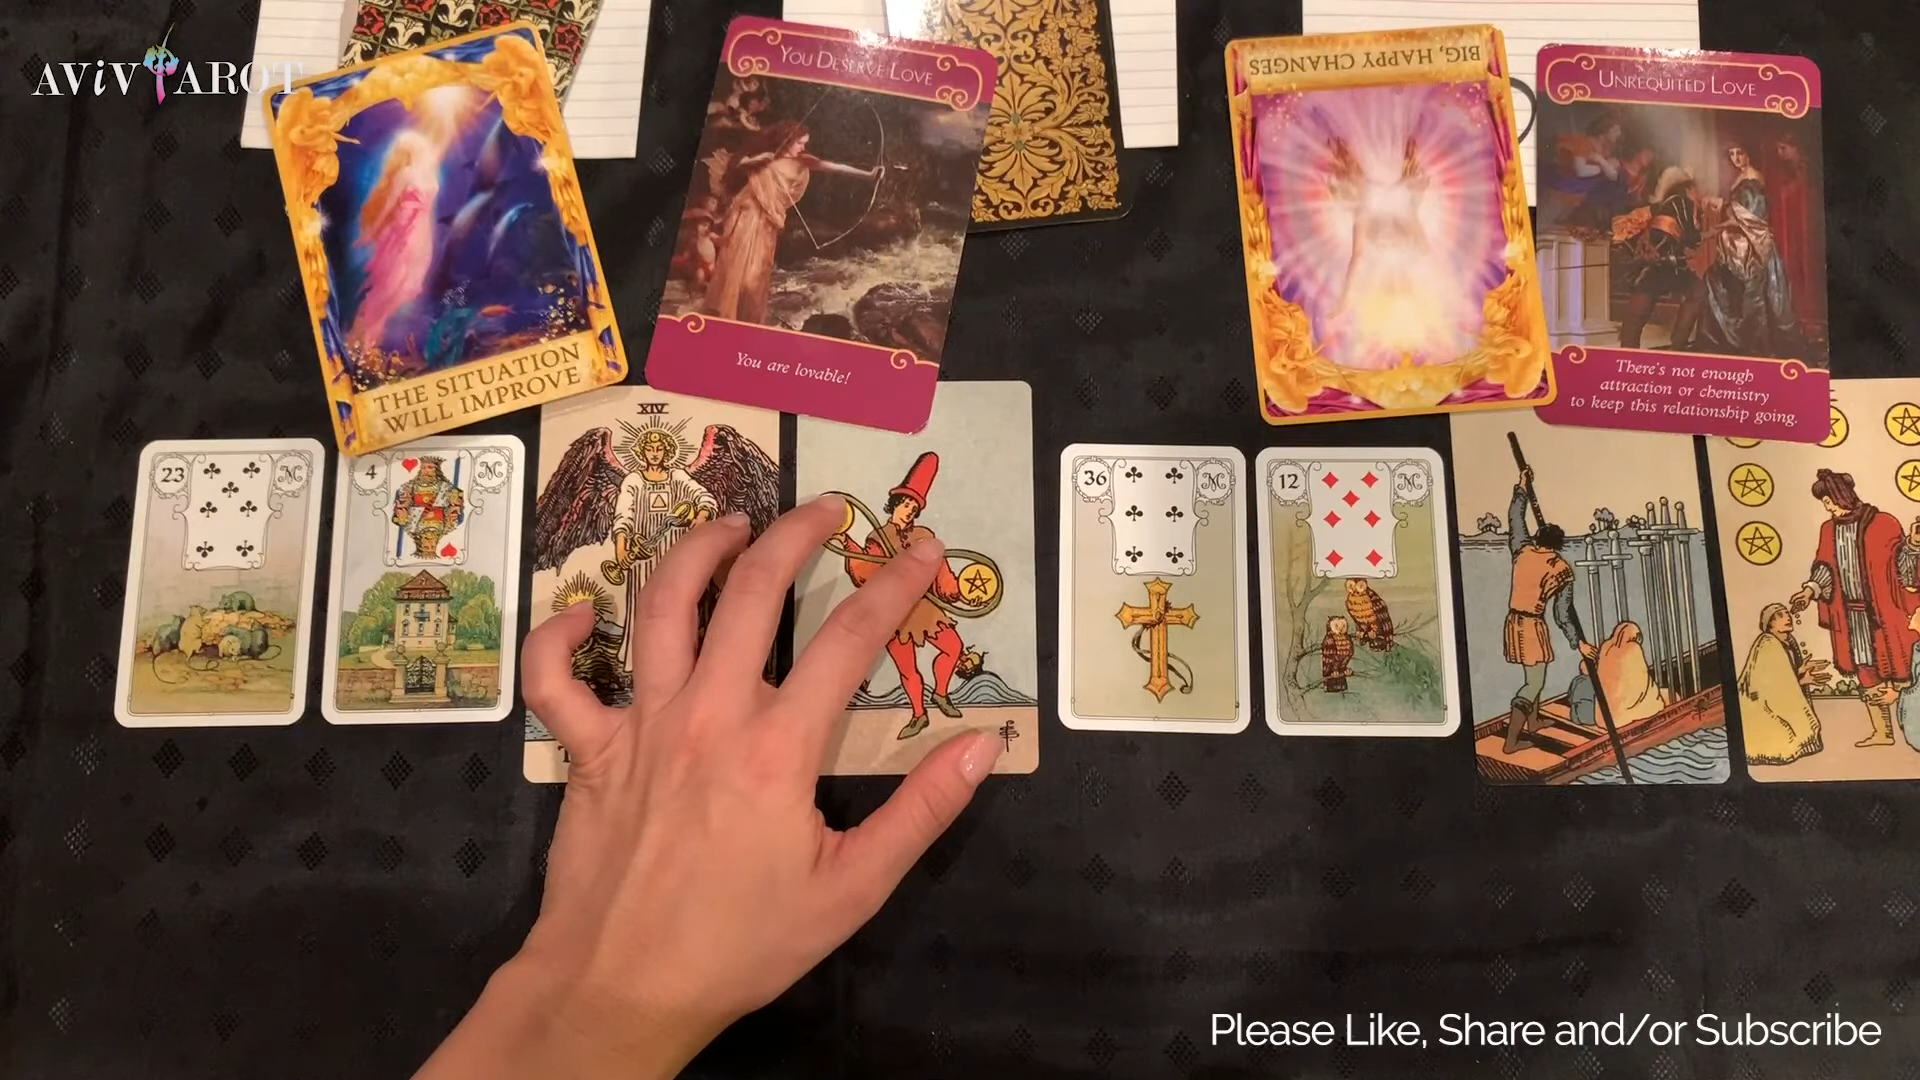 AViV TAROT
THE SITUATION
WILL IMPROVE
YOU DESERVE LOVE
You are lovable!
BIG, HAPPY CHANGES
UNREQUITED LOVE
There's not enough
attraction or chemistry
to keep this relationship going.
23
4
XIV
36
12
Please Like, Share and/or Subscribe